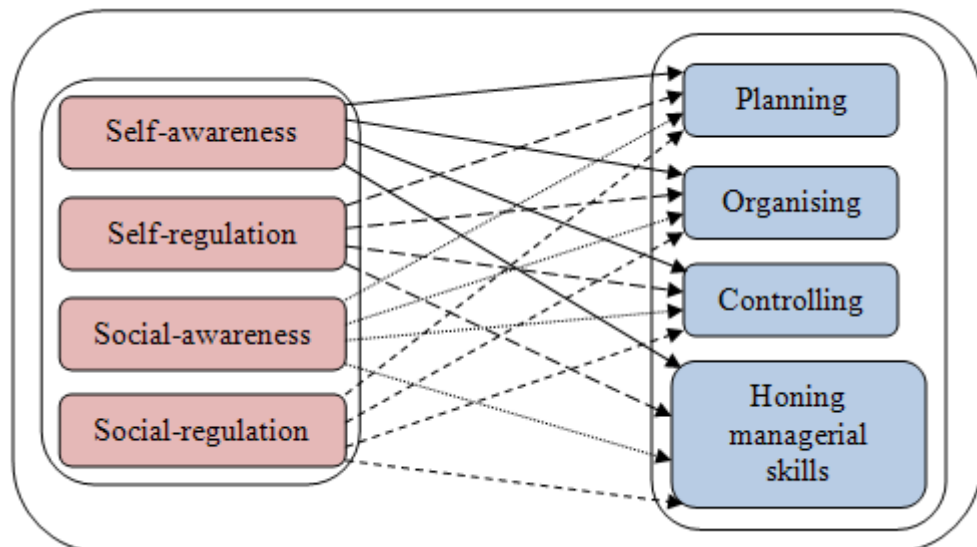 Self-awareness
Self-regulation
Social-awareness
Social-regulation
Planning
Organising
Controlling
Honing
managerial
skills